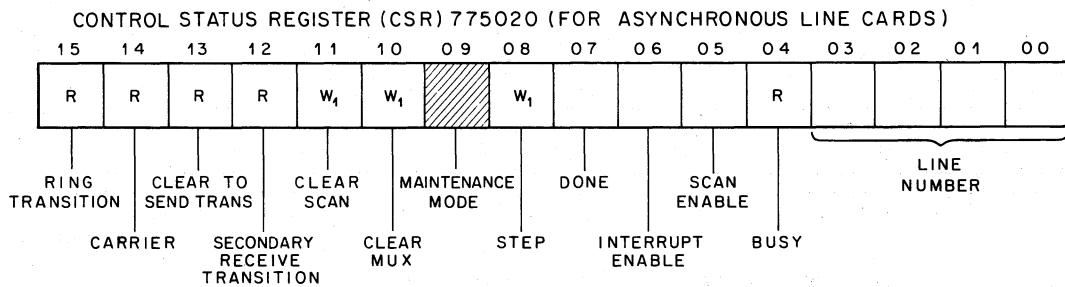 CONTROL STATUS REGISTER (CSR) 775020 (FOR ASYNCHRONOUS LINE CARDS)
15 14 13 12 11 10 09 08 07 06 05 04 03 02 01 00
R R R R W₁ W₁ W₁ R
RING TRANSITION
CARRIER
CLEAR TO SEND TRANS
SECONDARY RECEIVE TRANSITION
CLEAR SCAN
CLEAR MUX
MAINTENANCE MODE
STEP
DONE
INTERRUPT ENABLE
SCAN ENABLE
BUSY
LINE NUMBER